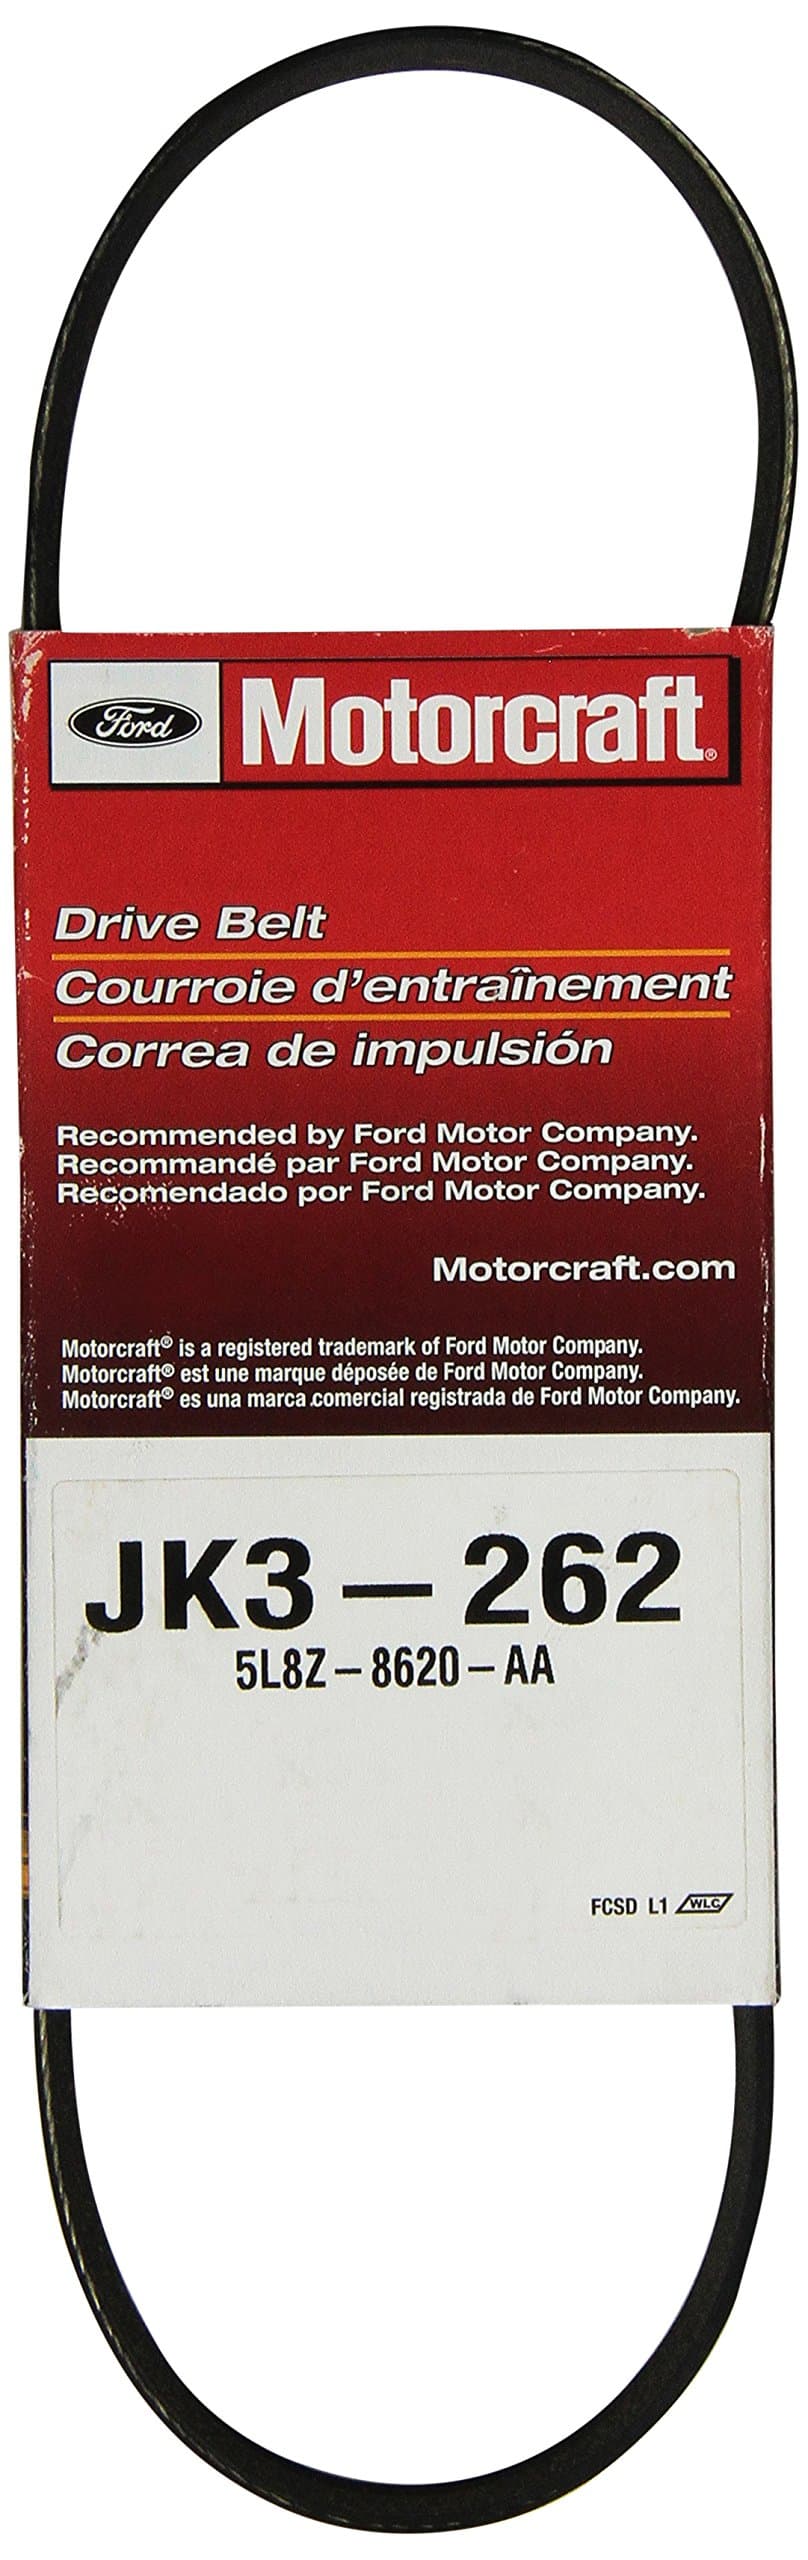 Ford Motorcraft®
Drive Belt
Courroie d'entraînement
Correa de impulsión
Recommended by Ford Motor Company.
Recommandé par Ford Motor Company.
Recomendado por Ford Motor Company.
Motorcraft.com
Motorcraft® is a registered trademark of Ford Motor Company.
Motorcraft® est une marque déposée de Ford Motor Company.
Motorcraft® es una marca comercial registrada de Ford Motor Company.
JK3 – 262
5L8Z – 8620 – AA
FCSD L1 WLC